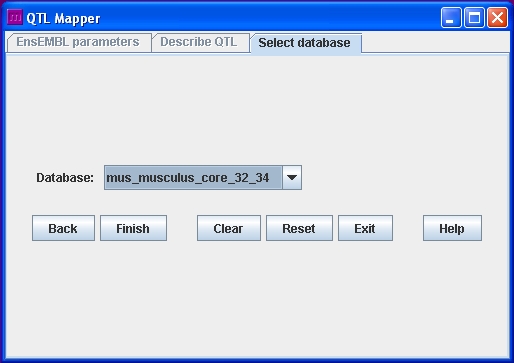 QTL Mapper
EnsEMBL parameters Describe QTL Select database
Database: mus_musculus_core_32_34
Back Finish Clear Reset Exit Help